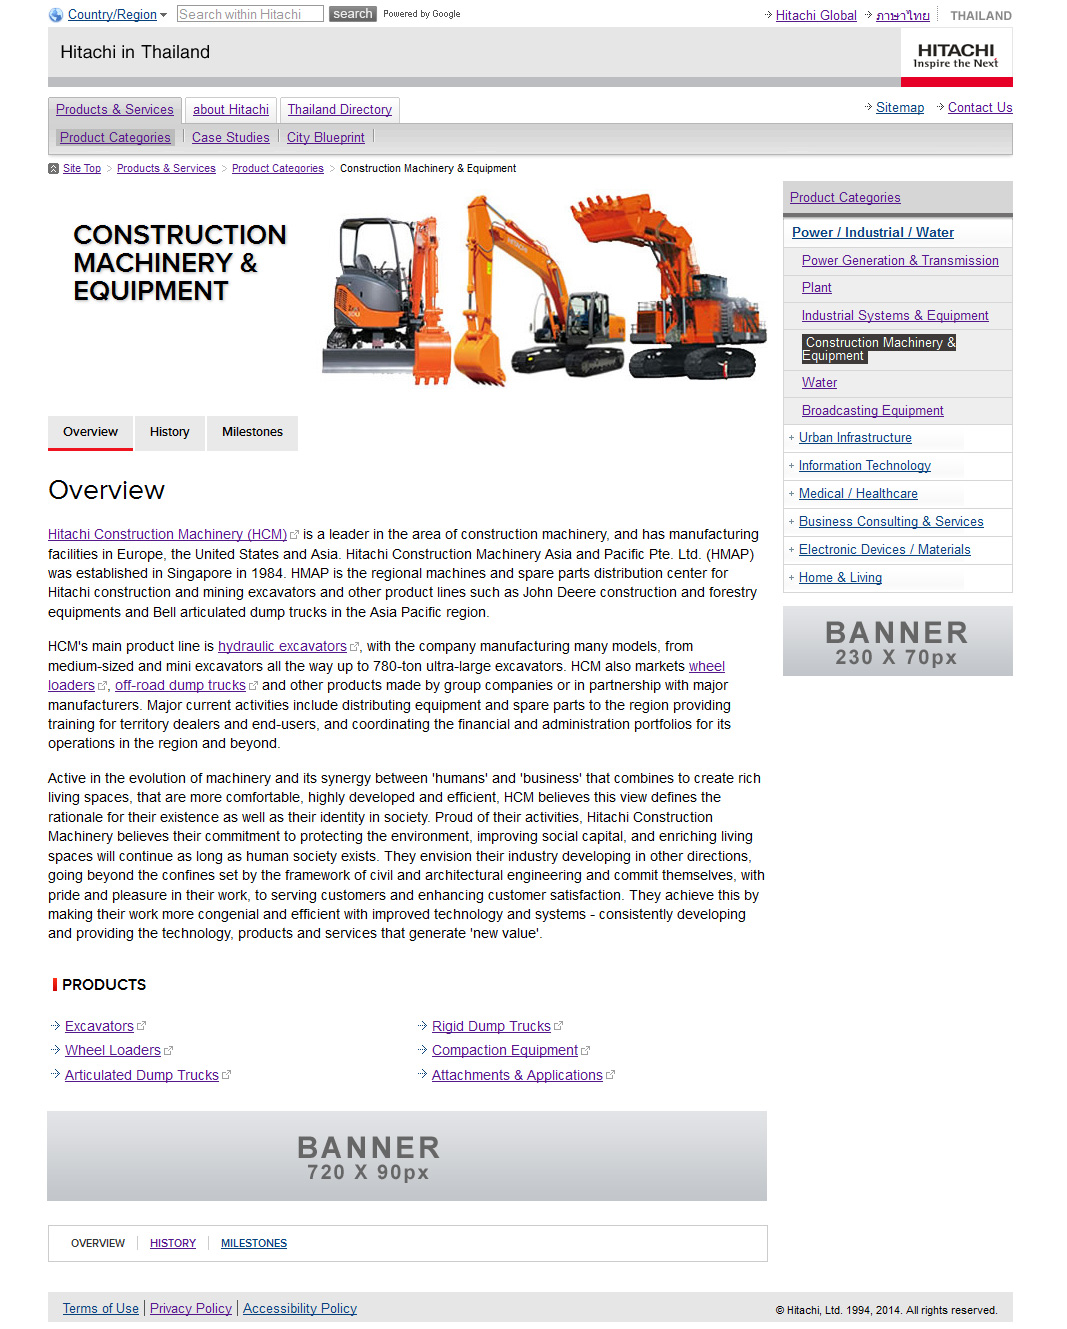 Country/Region
Search within Hitachi
search
Powered by Google
Hitachi Global
ภาษาไทย
THAILAND
Hitachi in Thailand
HITACHI
Inspire the Next
Products & Services
about Hitachi
Thailand Directory
Sitemap
Contact Us
Product Categories
Case Studies
City Blueprint
Site Top > Products & Services > Product Categories > Construction Machinery & Equipment
CONSTRUCTION
MACHINERY &
EQUIPMENT
Overview
History
Milestones
Overview
Hitachi Construction Machinery (HCM) is a leader in the area of construction machinery, and has manufacturing
facilities in Europe, the United States and Asia. Hitachi Construction Machinery Asia and Pacific Pte. Ltd. (HMAP)
was established in Singapore in 1984. HMAP is the regional machines and spare parts distribution center for
Hitachi construction and mining excavators and other product lines such as John Deere construction and forestry
equipments and Bell articulated dump trucks in the Asia Pacific region.
HCM's main product line is hydraulic excavators, with the company manufacturing many models, from
medium-sized and mini excavators all the way up to 780-ton ultra-large excavators. HCM also markets wheel
loaders, off-road dump trucks and other products made by group companies or in partnership with major
manufacturers. Major current activities include distributing equipment and spare parts to the region providing
training for territory dealers and end-users, and coordinating the financial and administration portfolios for its
operations in the region and beyond.
Active in the evolution of machinery and its synergy between 'humans' and 'business' that combines to create rich
living spaces, that are more comfortable, highly developed and efficient, HCM believes this view defines the
rationale for their existence as well as their identity in society. Proud of their activities, Hitachi Construction
Machinery believes their commitment to protecting the environment, improving social capital, and enriching living
spaces will continue as long as human society exists. They envision their industry developing in other directions,
going beyond the confines set by the framework of civil and architectural engineering and commit themselves, with
pride and pleasure in their work, to serving customers and enhancing customer satisfaction. They achieve this by
making their work more congenial and efficient with improved technology and systems - consistently developing
and providing the technology, products and services that generate 'new value'.
PRODUCTS
Excavators
Rigid Dump Trucks
Wheel Loaders
Compaction Equipment
Articulated Dump Trucks
Attachments & Applications
BANNER
720 X 90px
OVERVIEW
HISTORY
MILESTONES
Product Categories
Power / Industrial / Water
Power Generation & Transmission
Plant
Industrial Systems & Equipment
Construction Machinery &
Equipment
Water
Broadcasting Equipment
Urban Infrastructure
Information Technology
Medical / Healthcare
Business Consulting & Services
Electronic Devices / Materials
Home & Living
BANNER
230 X 70px
Terms of Use | Privacy Policy | Accessibility Policy
© Hitachi, Ltd. 1994, 2014. All rights reserved.